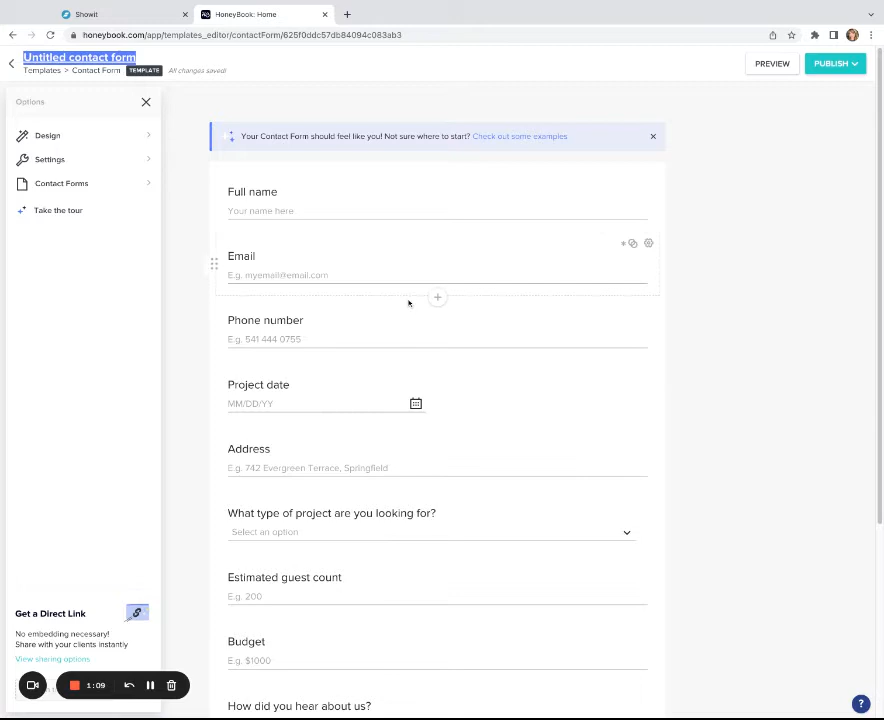 Showit
HoneyBook: Home
honeybook.com/app/templates_editor/contactForm/625f0ddc57db84094c083ab3
Untitled contact form
Templates > Contact Form TEMPLATE All changes saved!
PREVIEW
PUBLISH
Options
Design
Settings
Contact Forms
Take the tour
Your Contact Form should feel like you! Not sure where to start? Check out some examples
Full name
Your name here
Email
E.g. myemail@email.com
Phone number
E.g. 541 444 0755
Project date
MM/DD/YY
Address
E.g. 742 Evergreen Terrace, Springfield
What type of project are you looking for?
Select an option
Estimated guest count
E.g. 200
Budget
E.g. $1000
How did you hear about us?
Get a Direct Link
No embedding necessary!
Share with your clients instantly
View sharing options
1:09
?